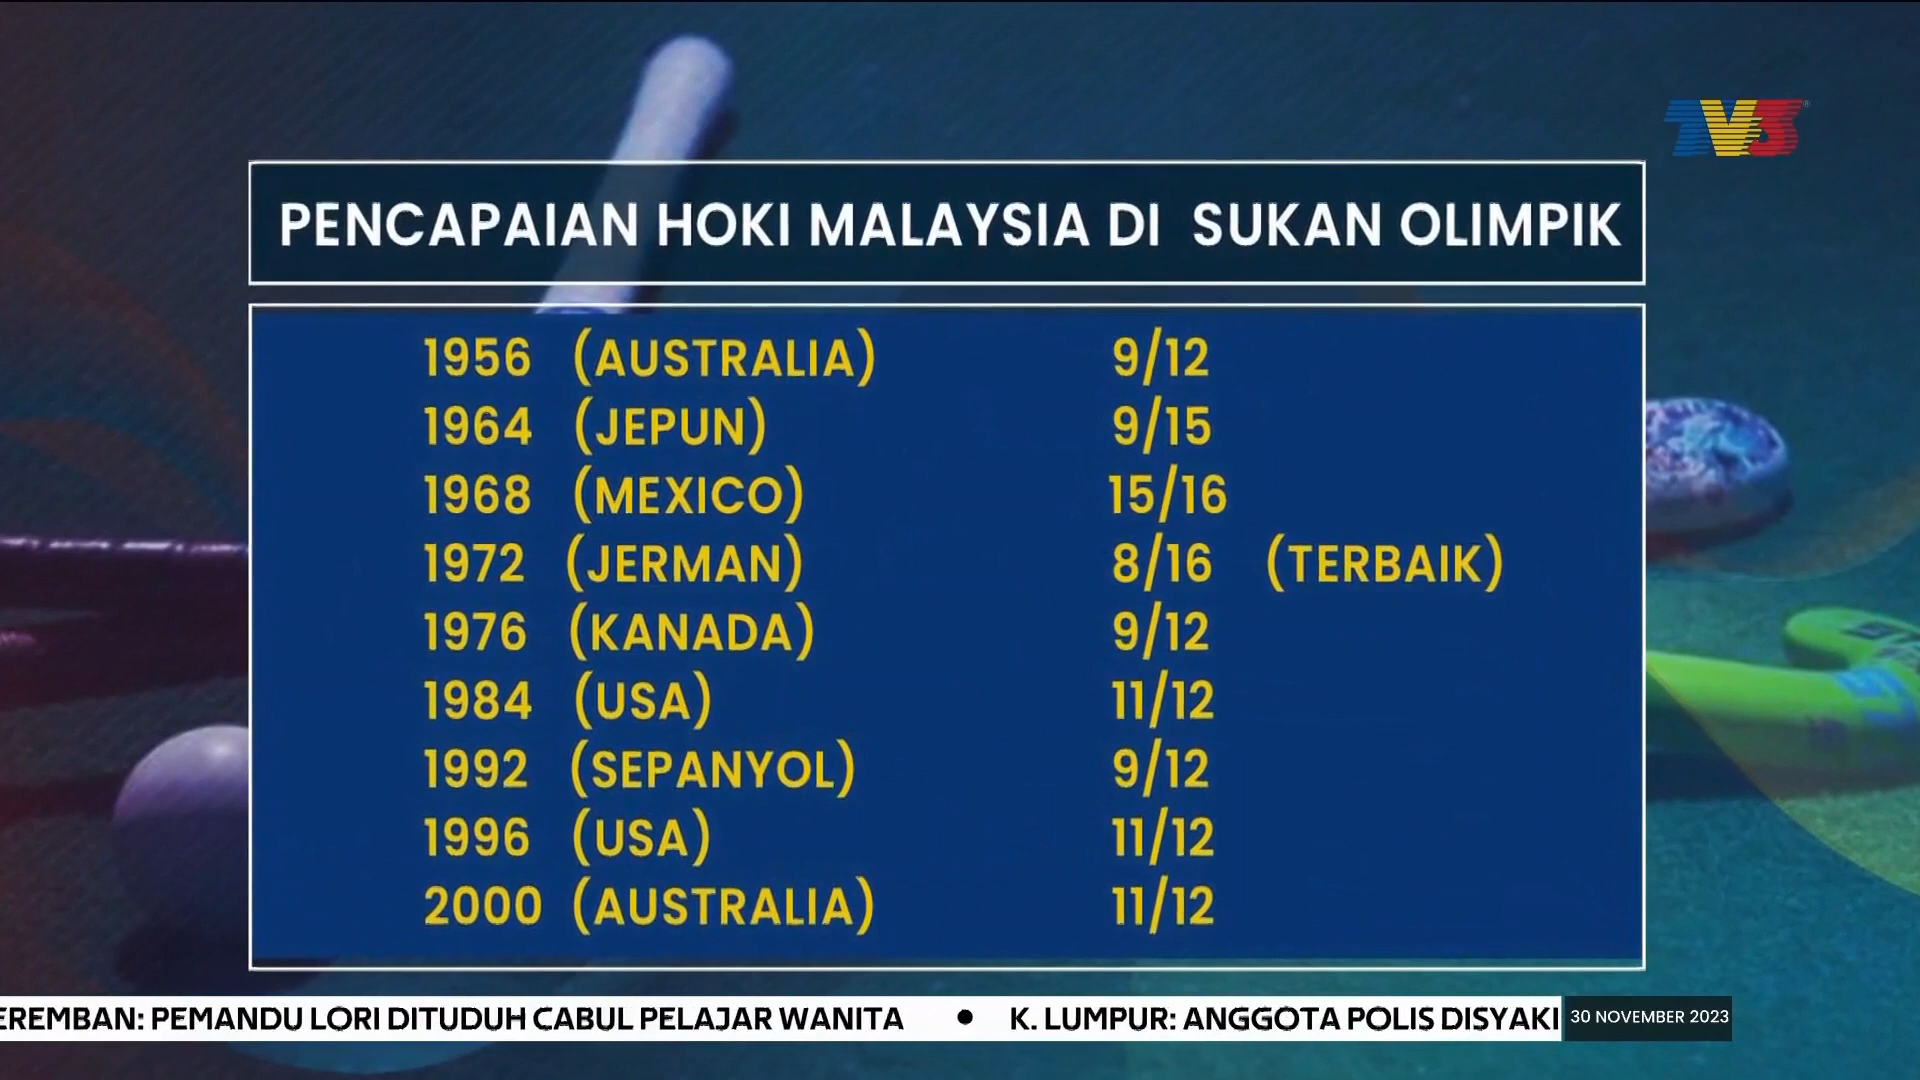 TV3
PENCAPAIAN HOKI MALAYSIA DI SUKAN OLIMPIK
1956 (AUSTRALIA) 9/12
1964 (JEPUN) 9/15
1968 (MEXICO) 15/16
1972 (JERMAN) 8/16 (TERBAIK)
1976 (KANADA) 9/12
1984 (USA) 11/12
1992 (SEPANYOL) 9/12
1996 (USA) 11/12
2000 (AUSTRALIA) 11/12
EREMBAN: PEMANDU LORI DITUDUH CABUL PELAJAR WANITA • K. LUMPUR: ANGGOTA POLIS DISYAKI 30 NOVEMBER 2023